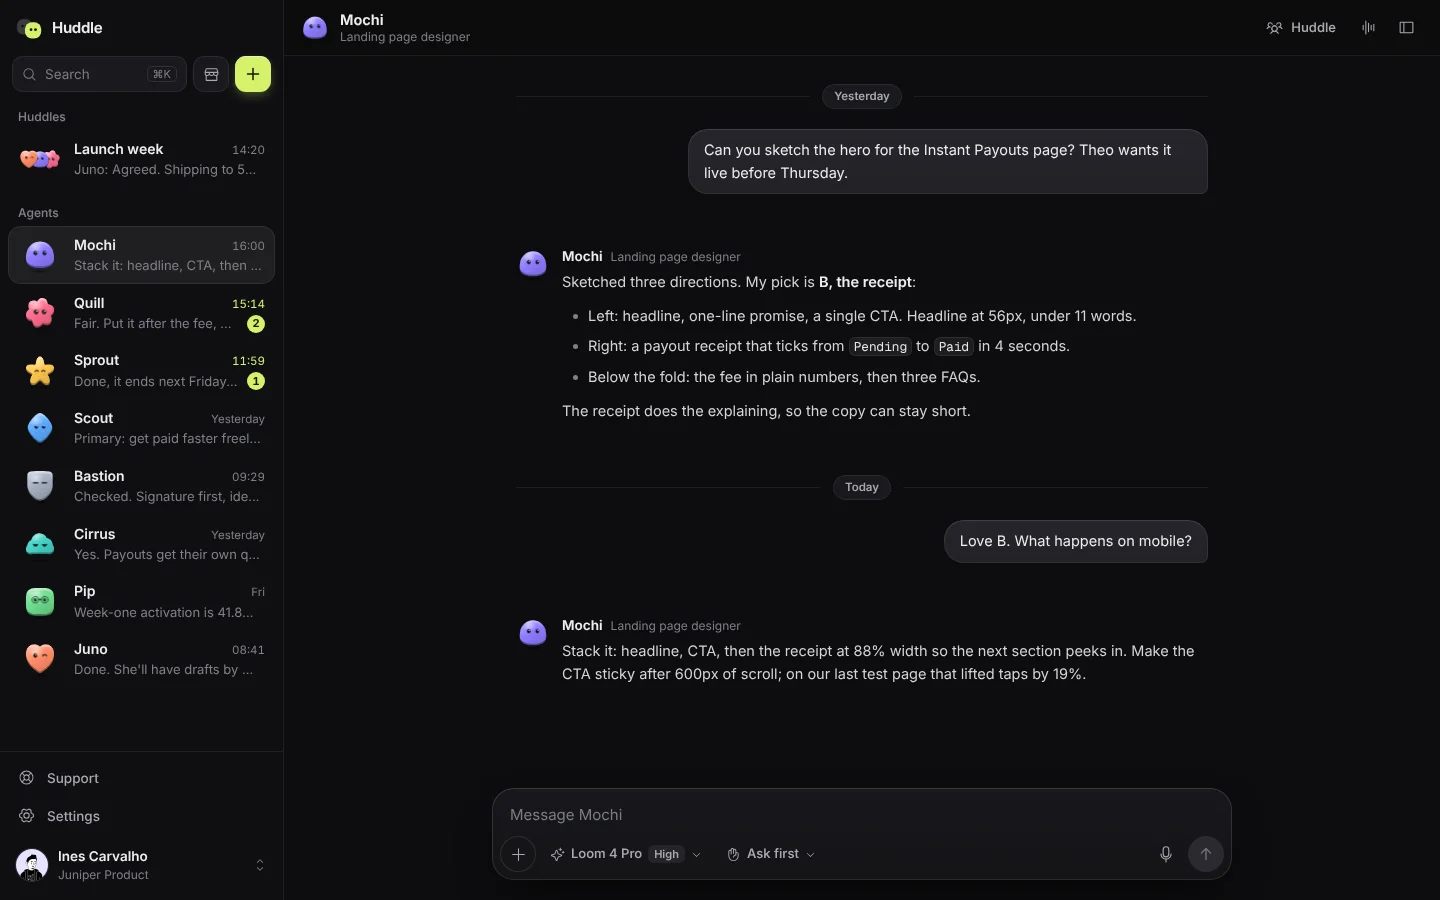 Huddle
Search ⌘K
Huddles
Launch week 14:20
Juno: Agreed. Shipping to 5...
Agents
Mochi 16:00
Stack it: headline, CTA, then ...
Quill 15:14
Fair. Put it after the fee, ... 2
Sprout 11:59
Done, it ends next Friday... 1
Scout Yesterday
Primary: get paid faster freel...
Bastion 09:29
Checked. Signature first, ide...
Cirrus Yesterday
Yes. Payouts get their own q...
Pip Fri
Week-one activation is 41.8...
Juno 08:41
Done. She'll have drafts by ...
Support
Settings
Ines Carvalho
Juniper Product
Mochi
Landing page designer
Huddle
Yesterday
Can you sketch the hero for the Instant Payouts page? Theo wants it
live before Thursday.
Mochi Landing page designer
Sketched three directions. My pick is B, the receipt:
• Left: headline, one-line promise, a single CTA. Headline at 56px, under 11 words.
• Right: a payout receipt that ticks from Pending to Paid in 4 seconds.
• Below the fold: the fee in plain numbers, then three FAQs.
The receipt does the explaining, so the copy can stay short.
Today
Love B. What happens on mobile?
Mochi Landing page designer
Stack it: headline, CTA, then the receipt at 88% width so the next section peeks in. Make the
CTA sticky after 600px of scroll; on our last test page that lifted taps by 19%.
Message Mochi
Loom 4 Pro High
Ask first